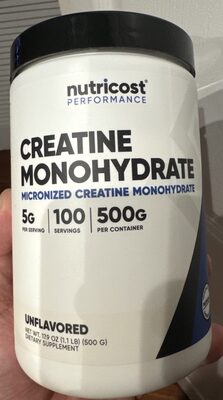 nutricost®
PERFORMANCE
CREATINE
MONOHYDRATE
MICRONIZED CREATINE MONOHYDRATE
5G 100 500G
PER SERVING SERVINGS PER CONTAINER
UNFLAVORED
NET WT. 17.9 OZ (1.1 LB) (500 G)
DIETARY SUPPLEMENT